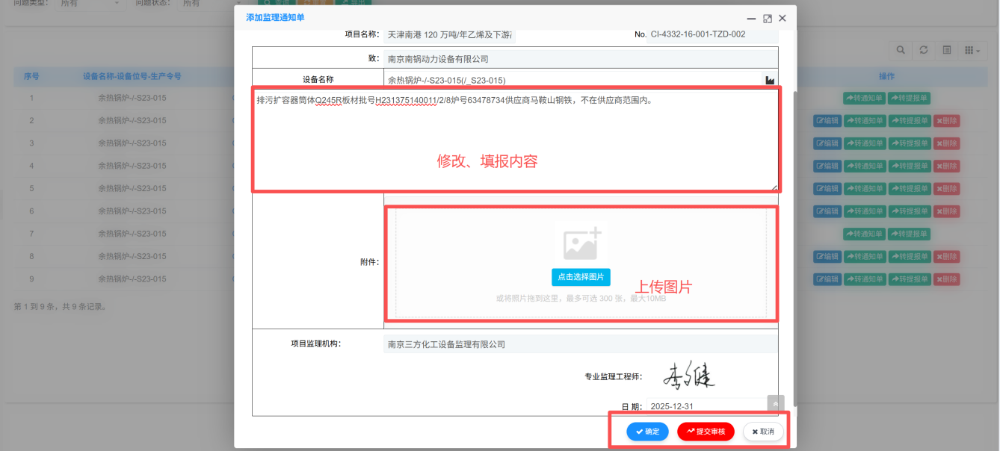 问题类型： 所有 问题状态： 所有 查询 重置 导出
添加监理通知单
项目名称： 天津南港 120 万吨/年乙烯及下游 No. CI-4332-16-001-TZD-002
致： 南京南锅动力设备有限公司
设备名称 余热锅炉-/-S23-015(/_S23-015)
排污扩容器筒体Q245R板材批号H231375140011/2/8炉号63478734供应商马鞍山钢铁，不在供应商范围内。
修改、填报内容
附件：
点击选择图片
上传图片
或将照片拖到这里，最多可选 300 张，最大10MB
项目监理机构： 南京三方化工设备监理有限公司
专业监理工程师：
日 期： 2025-12-31
确定 提交审核 取消
序号 设备名称-设备位号-生产令号 操作
1 余热锅炉-/-S23-015 转通知单 转提报单
2 余热锅炉-/-S23-015 编辑 转通知单 转提报单 删除
3 余热锅炉-/-S23-015 编辑 转通知单 转提报单 删除
4 余热锅炉-/-S23-015 编辑 转通知单 转提报单 删除
5 余热锅炉-/-S23-015 编辑 转通知单 转提报单 删除
6 余热锅炉-/-S23-015 编辑 转通知单 转提报单 删除
7 余热锅炉-/-S23-015 转通知单 转提报单
8 余热锅炉-/-S23-015 编辑 转通知单 转提报单 删除
9 余热锅炉-/-S23-015 编辑 转通知单 转提报单 删除
第 1 到 9 条，共 9 条记录。